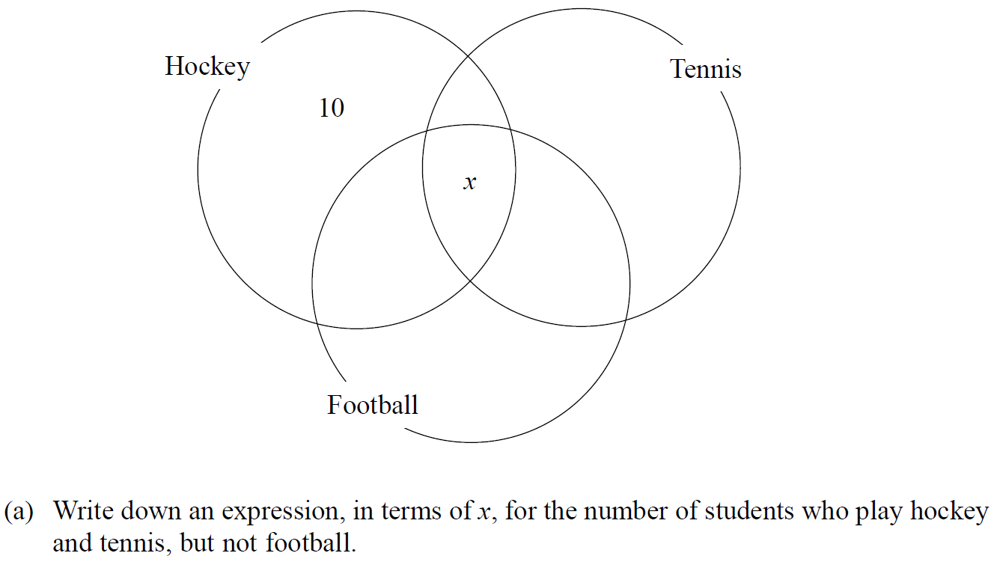 Hockey
Tennis
10
x
Football
(a) Write down an expression, in terms of x, for the number of students who play hockey
and tennis, but not football.